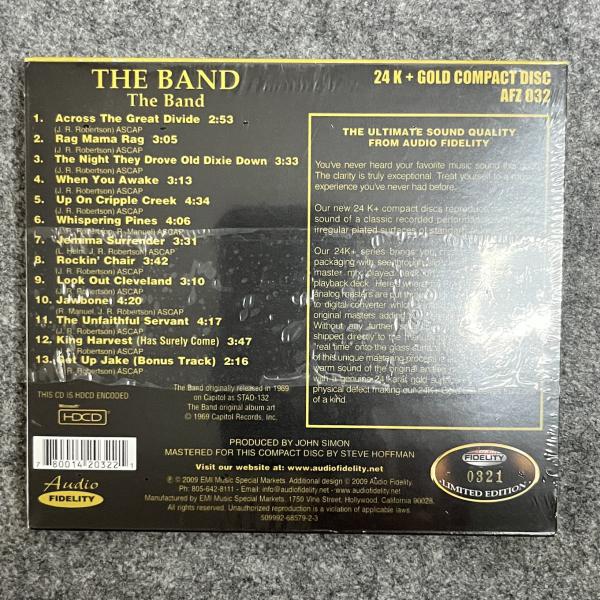 THE BAND
The Band
1. Across The Great Divide 2:53
(J. R. Robertson) ASCAP
2. Rag Mama Rag 3:05
(J. R. Robertson) ASCAP
3. The Night They Drove Old Dixie Down 3:33
(J. R. Robertson) ASCAP
4. When You Awake 3:13
5. Up On Cripple Creek 4:34
(J. R. Robertson) ASCAP
6. Whispering Pines 4:06
R. Manuel) ASCAP
7. Jemima Surrender 3:31
(L. Helm, J. R. Robertson) ASCAP
8. Rockin' Chair 3:42
(J. R. Robertson) ASCAP
9. Look Out Cleveland 3:10
(J. R. Robertson) ASCAP
10. Jawbone 4:20
(R. Manuel, J. R. Robertson) ASCAP
11. The Unfaithful Servant 4:17
(J. R. Robertson) ASCAP
12. King Harvest (Has Surely Come) 3:47
(J. R. Robertson) ASCAP
13. Get Up Jake (Bonus Track) 2:16
(J. R. Robertson) ASCAP
24 K + GOLD COMPACT DISC
AFZ 032
THE ULTIMATE SOUND QUALITY
FROM AUDIO FIDELITY
You've never heard your favorite music sound this good.
The clarity is truly exceptional. Treat yourself to
experience you've never had before.
Our new 24 K+ compact discs
sound of a classic recorded
irregular plated surfaces of standard
Our 24K+ series brings you
packaging with
master
playback deck.
analog masters are put
to digital converter
original masters adding
Without any further
shipped directly to the
"real time" onto the glass
of this unique mastering process
warm sound of the original
with a genuine 24 karat gold
physical defect making our 24K+
of a kind.
THIS CD IS HDCD ENCODED
Microsoft
HDCD
The Band originally released in 1969
on Capitol as STAO-132
The Band original album art
© 1969 Capitol Records, Inc.
PRODUCED BY JOHN SIMON
MASTERED FOR THIS COMPACT DISC BY STEVE HOFFMAN
Visit our website at: www.audiofidelity.net
7 80014 20322 1
Audio
FIDELITY
℗ © 2009 EMI Music Special Markets. Additional design © 2009 Audio Fidelity.
Ph: 805-642-8111 - Email: info@audiofidelity.net - www.audiofidelity.net
Manufactured by EMI Music Special Markets, 1750 Vine Street, Hollywood, California 90028.
All Rights Reserved. Unauthorized reproduction is a violation of applicable laws.
509992-68579-2-3
FIDELITY
0321
LIMITED EDITION